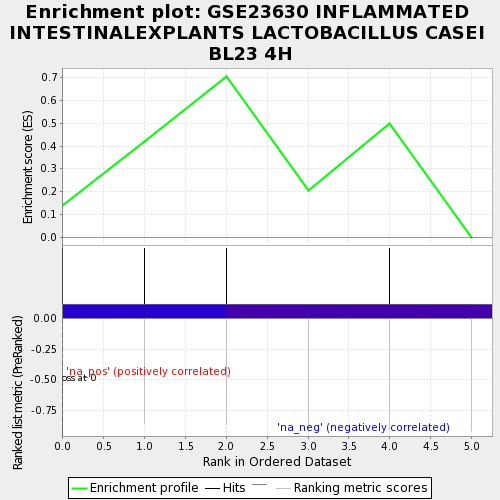 Enrichment plot: GSE23630 INFLAMMATED
INTESTINALEXPLANTS LACTOBACILLUS CASEI
BL23 4H
Enrichment score (ES)
0.7
0.6
0.5
0.4
0.3
0.2
0.1
0.0
Ranked list metric (PreRanked)
0.00
-0.25
-0.50
-0.75
'na_pos' (positively correlated)
oss at 0
'na_neg' (negatively correlated)
0.0 0.5 1.0 1.5 2.0 2.5 3.0 3.5 4.0 4.5 5.0
Rank in Ordered Dataset
Enrichment profile Hits Ranking metric scores